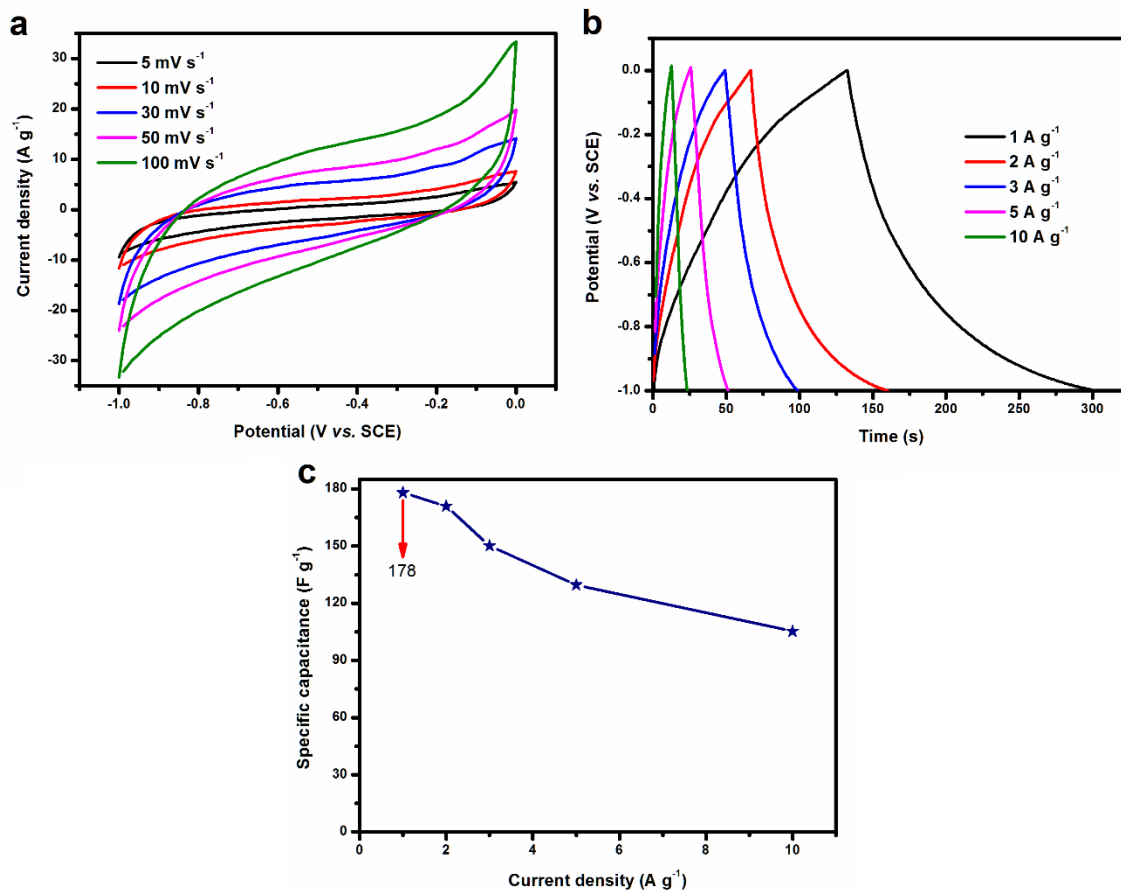 a
5 mV s⁻¹
10 mV s⁻¹
30 mV s⁻¹
50 mV s⁻¹
100 mV s⁻¹
Current density (A g⁻¹)
30
20
10
0
-10
-20
-30
-1.0
-0.8
-0.6
-0.4
-0.2
0.0
Potential (V vs. SCE)
b
1 A g⁻¹
2 A g⁻¹
3 A g⁻¹
5 A g⁻¹
10 A g⁻¹
Potential (V vs. SCE)
0.0
-0.2
-0.4
-0.6
-0.8
-1.0
0
50
100
150
200
250
300
Time (s)
c
Specific capacitance (F g⁻¹)
180
150
120
90
60
30
0
178
0
2
4
6
8
10
Current density (A g⁻¹)